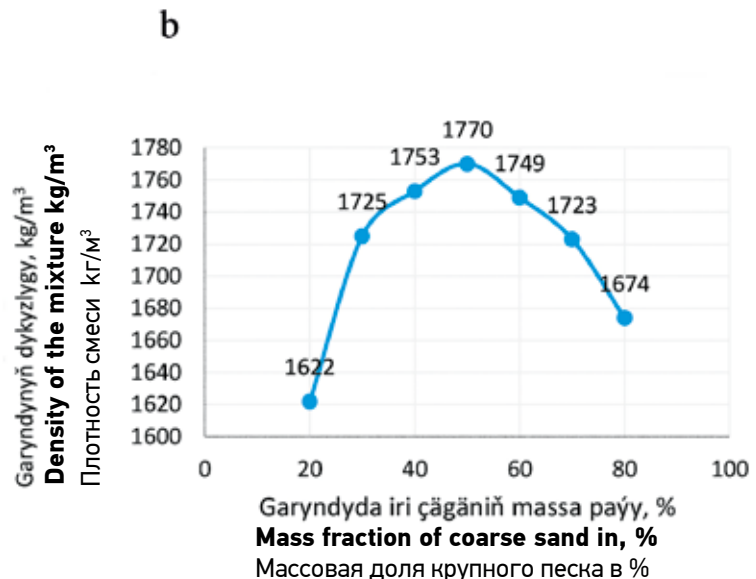 b
Garyndynyň dykyzlygy, kg/m³
Density of the mixture kg/m³
Плотность смеси кг/м³
1780
1760
1740
1720
1700
1680
1660
1640
1620
1600
1622
1725
1753
1770
1749
1723
1674
0 20 40 60 80 100
Garyndyda iri çägäniň massa paýy, %
Mass fraction of coarse sand in, %
Массовая доля крупного песка в %